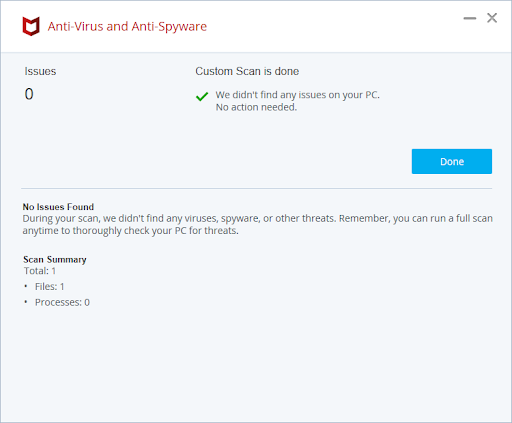 Anti-Virus and Anti-Spyware
Issues
0
Custom Scan is done
We didn't find any issues on your PC.
No action needed.
Done
No Issues Found
During your scan, we didn't find any viruses, spyware, or other threats. Remember, you can run a full scan
anytime to thoroughly check your PC for threats.
Scan Summary
Total: 1
• Files: 1
• Processes: 0